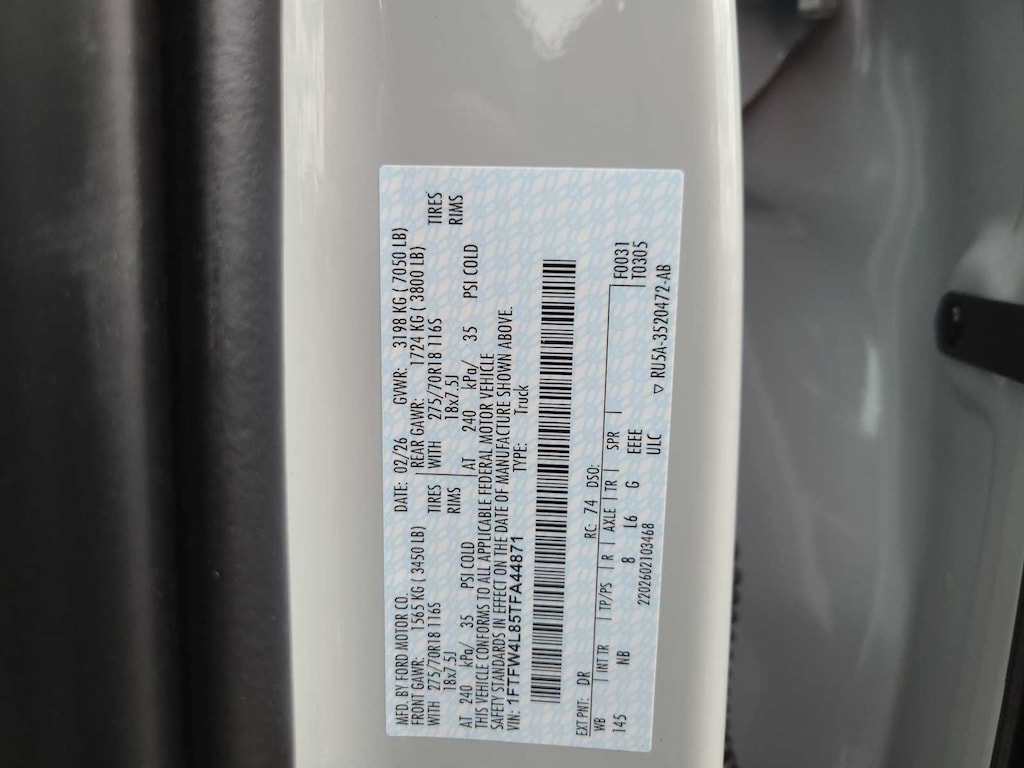 MFD. BY FORD MOTOR CO. DATE: 02/26 GVWR: 3198 KG ( 7050 LB)
FRONT GAWR: 1565 KG ( 3450 LB) REAR GAWR: 1724 KG ( 3800 LB)
WITH 275/70R18 116S TIRES WITH 275/70R18 116S TIRES
18x7.5J RIMS 18x7.5J RIMS
AT 240 kPa/ 35 PSI COLD AT 240 kPa/ 35 PSI COLD
THIS VEHICLE CONFORMS TO ALL APPLICABLE FEDERAL MOTOR VEHICLE
SAFETY STANDARDS IN EFFECT ON THE DATE OF MANUFACTURE SHOWN ABOVE.
VIN: 1FTFW4L85TFA44871 TYPE: Truck
EXT PNT: DR RC: 74 DSO: F0031
WB INT TR TP/PS R AXLE TR SPR T0305
145 NB 8 L6 G EEEE
ULC
2202602103468 ▽ RU5A-3520472-AB